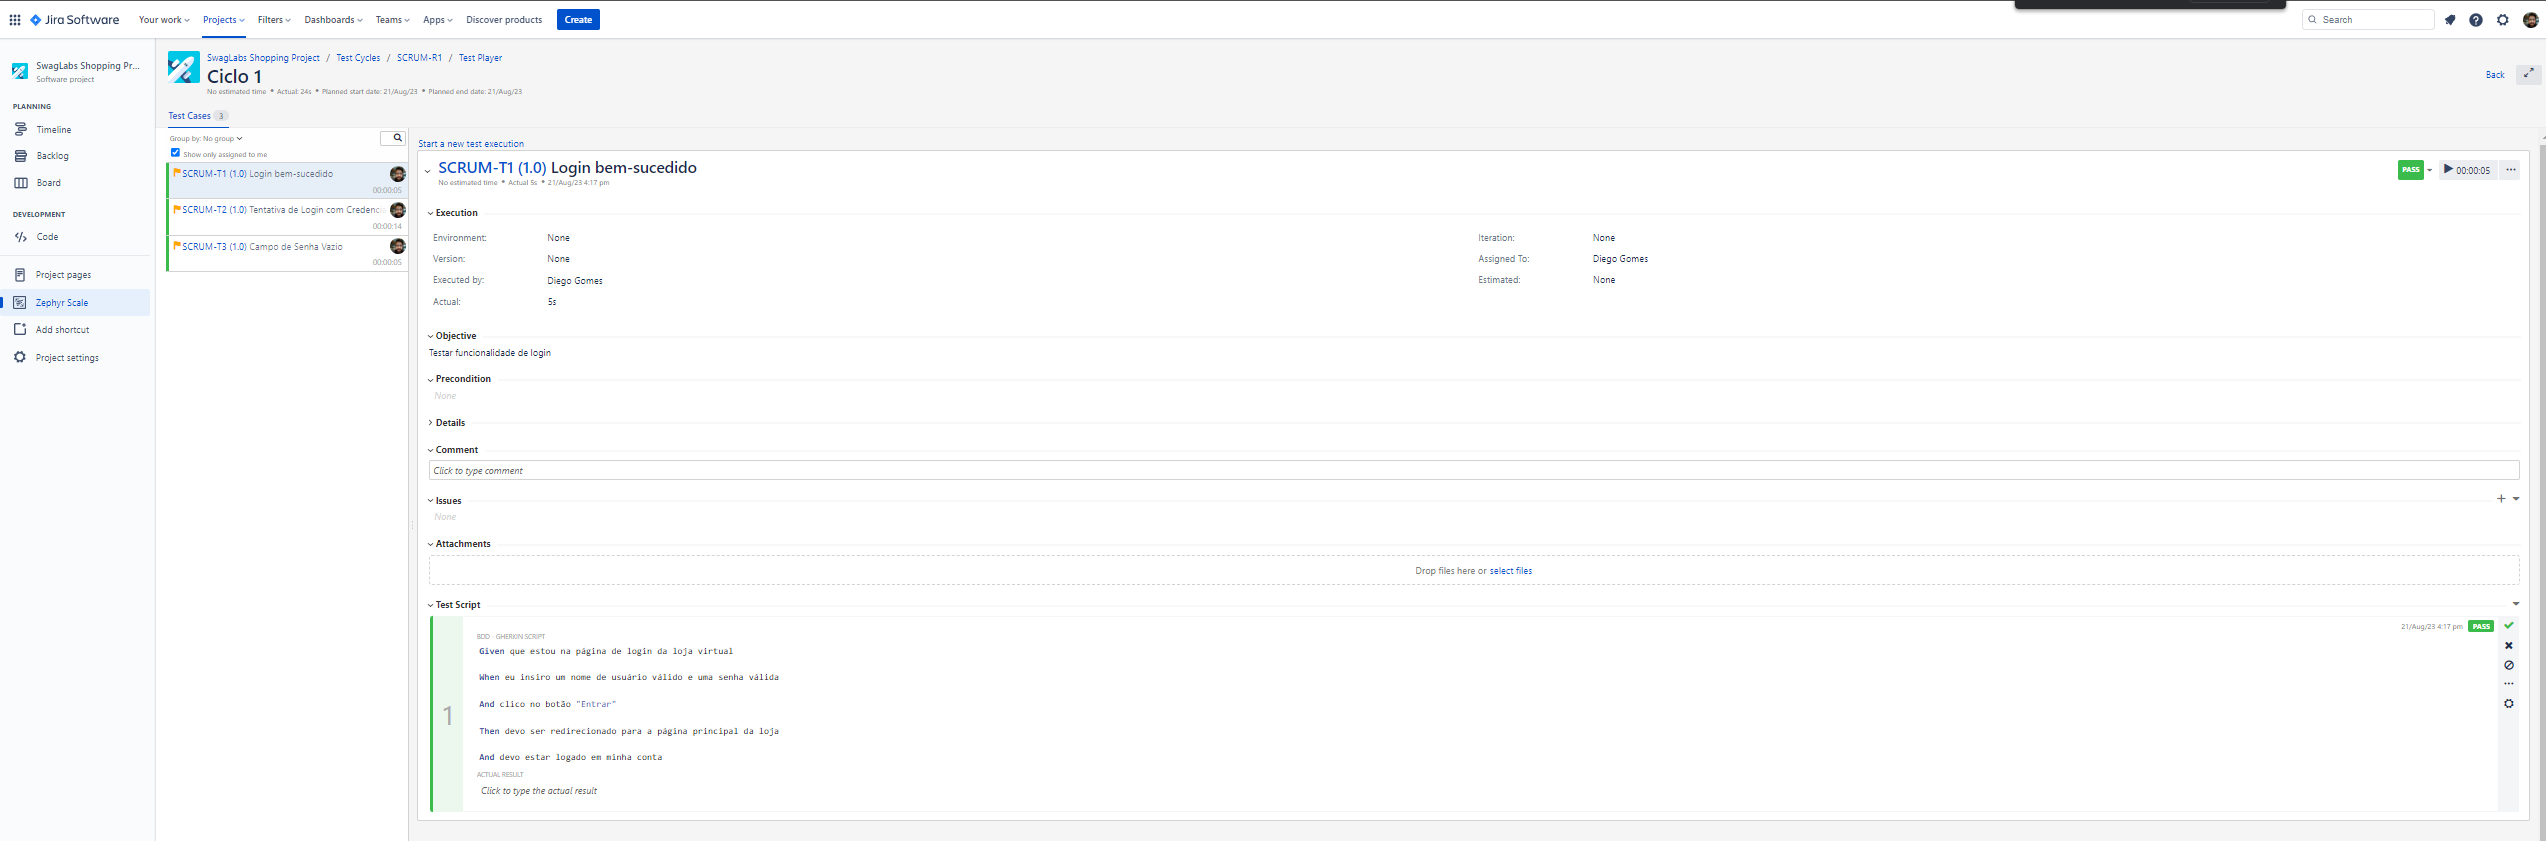 Jira Software Your work Projects Filters Dashboards Teams Apps Discover products Create Search
SwagLabs Shopping Pr...
Software project
PLANNING
Timeline
Backlog
Board
DEVELOPMENT
Code
Project pages
Zephyr Scale
Add shortcut
Project settings
SwagLabs Shopping Project / Test Cycles / SCRUM-R1 / Test Player
Ciclo 1
No estimated time • Actual: 24s • Planned start date: 21/Aug/23 • Planned end date: 21/Aug/23
Back
Test Cases 3
Group by: No group
Show only assigned to me
SCRUM-T1 (1.0) Login bem-sucedido
00:00:05
SCRUM-T2 (1.0) Tentativa de Login com Credenci
00:00:14
SCRUM-T3 (1.0) Campo de Senha Vazio
00:00:05
Start a new test execution
SCRUM-T1 (1.0) Login bem-sucedido
No estimated time • Actual 5s • 21/Aug/23 4:17 pm
PASS 00:00:05
Execution
Environment: None
Iteration: None
Version: None
Assigned To: Diego Gomes
Executed by: Diego Gomes
Estimated: None
Actual: 5s
Objective
Testar funcionalidade de login
Precondition
None
Details
Comment
Click to type comment
Issues
None
Attachments
Drop files here or select files
Test Script
1
BDD - GHERKIN SCRIPT
21/Aug/23 4:17 pm PASS
Given que estou na página de login da loja virtual
When eu insiro um nome de usuário válido e uma senha válida
And clico no botão "Entrar"
Then devo ser redirecionado para a página principal da loja
And devo estar logado em minha conta
ACTUAL RESULT
Click to type the actual result